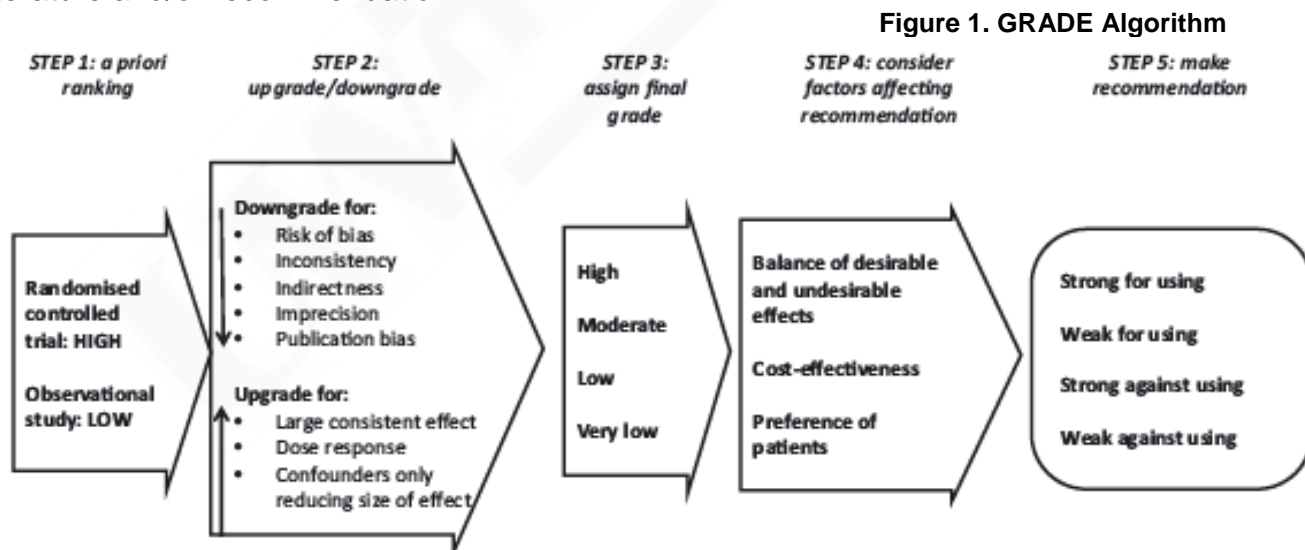 Figure 1. GRADE Algorithm
STEP 1: a priori
ranking
STEP 2:
upgrade/downgrade
STEP 3:
assign final
grade
STEP 4: consider
factors affecting
recommendation
STEP 5: make
recommendation
Randomised
controlled
trial: HIGH
Observational
study: LOW
Downgrade for:
• Risk of bias
• Inconsistency
• Indirectness
• Imprecision
• Publication bias
Upgrade for:
• Large consistent effect
• Dose response
• Confounders only
reducing size of effect
High
Moderate
Low
Very low
Balance of desirable
and undesirable
effects
Cost-effectiveness
Preference of
patients
Strong for using
Weak for using
Strong against using
Weak against using